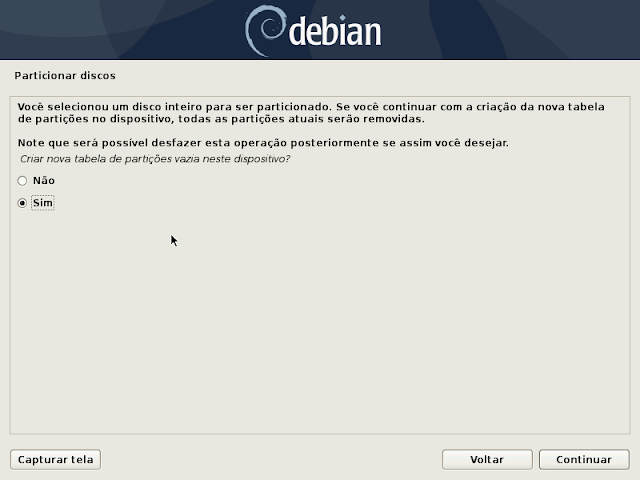 debian
Particionar discos
Você selecionou um disco inteiro para ser particionado. Se você continuar com a criação da nova tabela
de partições no dispositivo, todas as partições atuais serão removidas.
Note que será possível desfazer esta operação posteriormente se assim você desejar.
Criar nova tabela de partições vazia neste dispositivo?
Não
Sim
Capturar tela
Voltar
Continuar